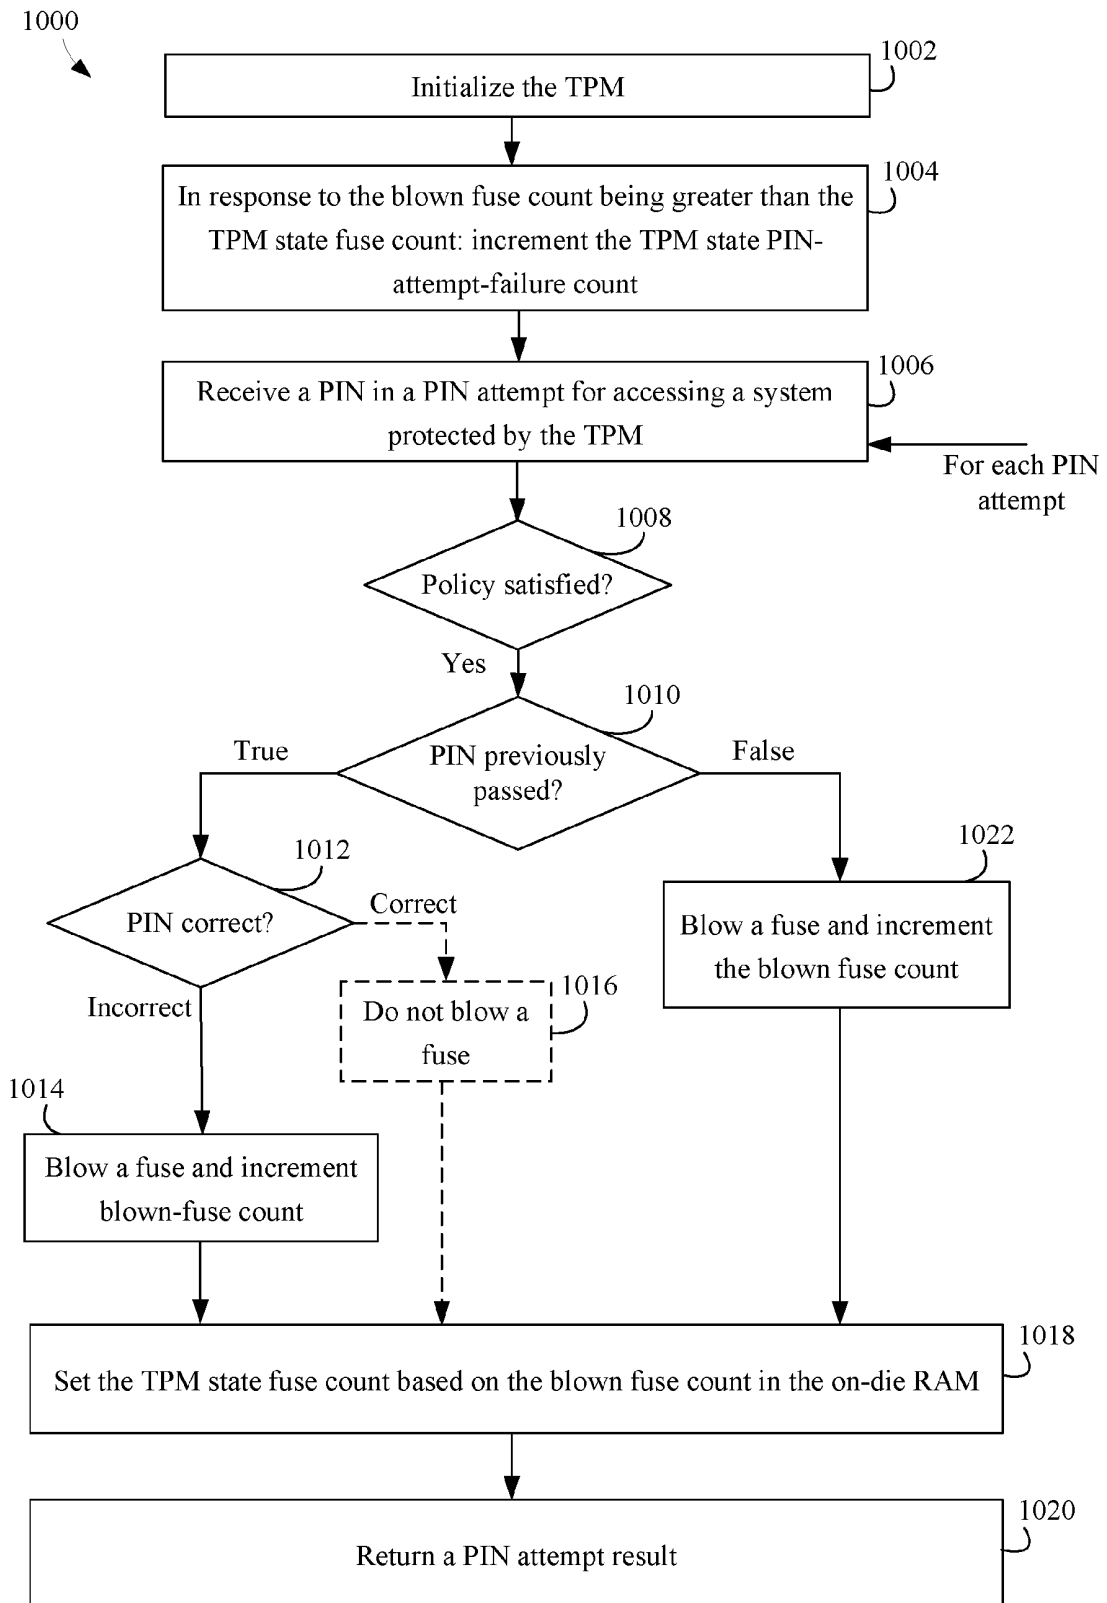 1000
1002
Initialize the TPM
1004
In response to the blown fuse count being greater than the
TPM state fuse count: increment the TPM state PIN-
attempt-failure count
1006
Receive a PIN in a PIN attempt for accessing a system
protected by the TPM
For each PIN
attempt
1008
Policy satisfied?
Yes
1010
PIN previously
passed?
True
False
1012
PIN correct?
Correct
Incorrect
1022
Blow a fuse and increment
the blown fuse count
1016
Do not blow a
fuse
1014
Blow a fuse and increment
blown-fuse count
1018
Set the TPM state fuse count based on the blown fuse count in the on-die RAM
1020
Return a PIN attempt result